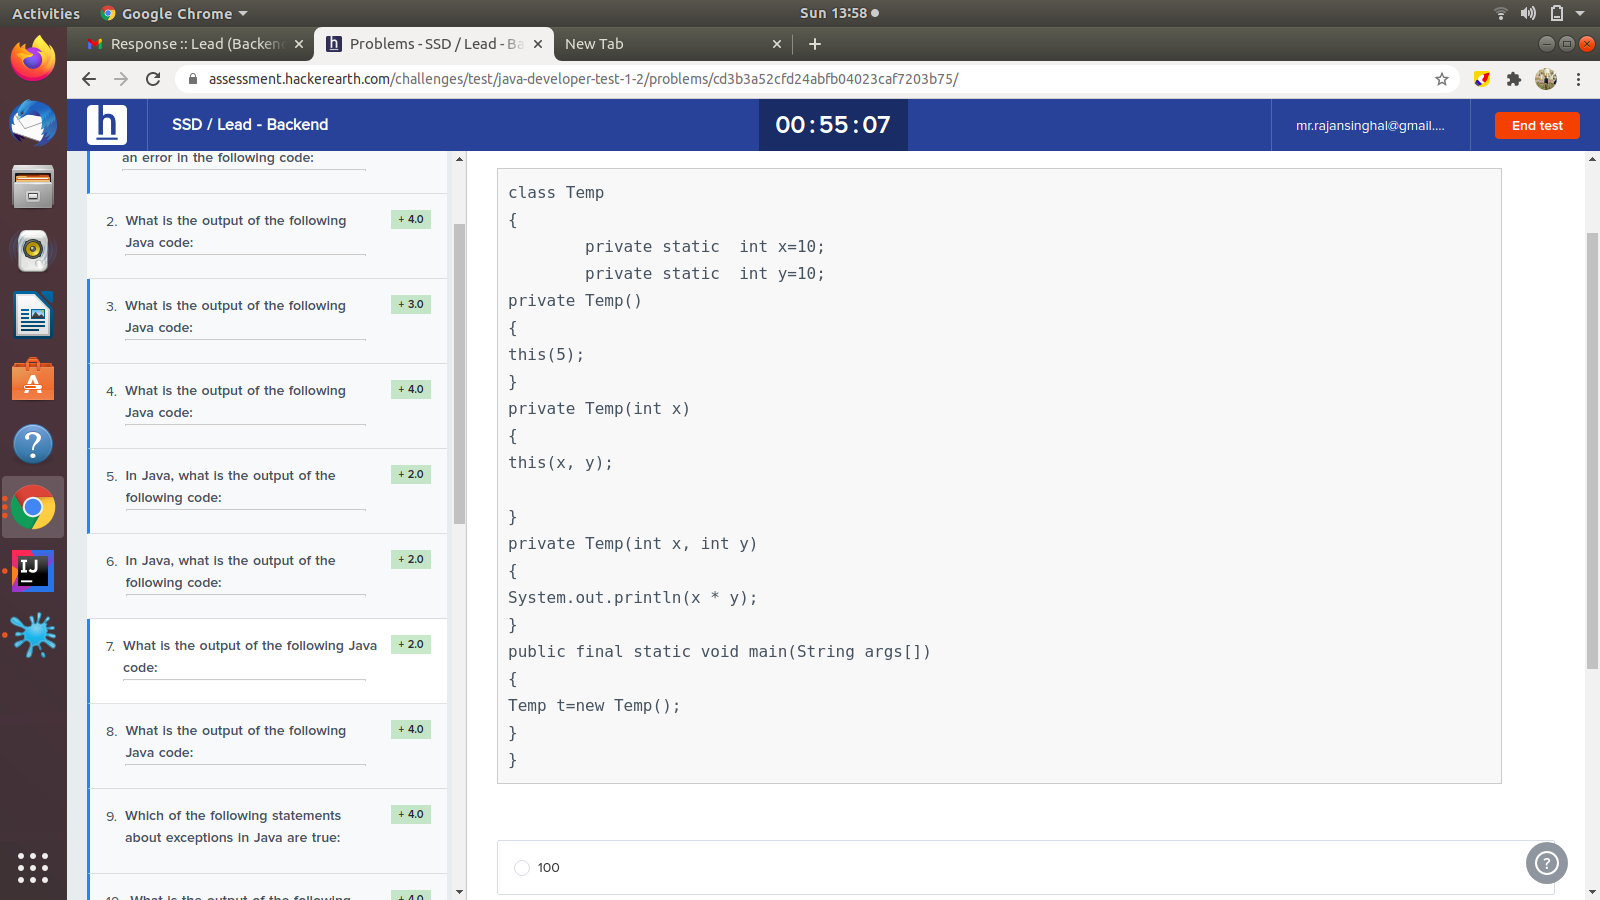 Activities
Google Chrome
Sun 13:58
Response :: Lead (Backen
Problems - SSD / Lead - Ba
New Tab
assessment.hackerearth.com/challenges/test/java-developer-test-1-2/problems/cd3b3a52cfd24abfb04023caf7203b75/
h
SSD / Lead - Backend
00:55:07
mr.rajansinghal@gmail....
End test
an error in the following code:
2. What is the output of the following
Java code:
+ 4.0
3. What is the output of the following
Java code:
+ 3.0
4. What is the output of the following
Java code:
+ 4.0
5. In Java, what is the output of the
following code:
+ 2.0
6. In Java, what is the output of the
following code:
+ 2.0
7. What is the output of the following Java
code:
+ 2.0
8. What is the output of the following
Java code:
+ 4.0
9. Which of the following statements
about exceptions in Java are true:
+ 4.0
10. What is the output of the following
+ 4.0
class Temp
{
private static  int x=10;
private static  int y=10;
private Temp()
{
this(5);
}
private Temp(int x)
{
this(x, y);
}
private Temp(int x, int y)
{
System.out.println(x * y);
}
public final static void main(String args[])
{
Temp t=new Temp();
}
}
100
?
IJ